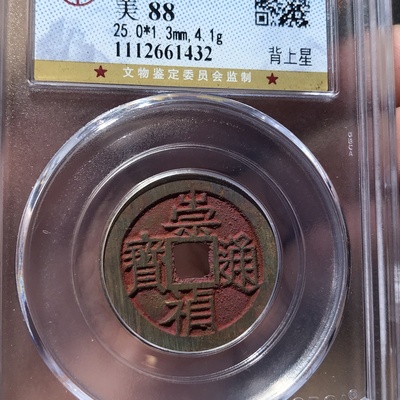 美 88
25.0*1.3mm,4.1g
1112661432
背上星
★ 文物鉴定委员会监制 ★
崇禎通寶